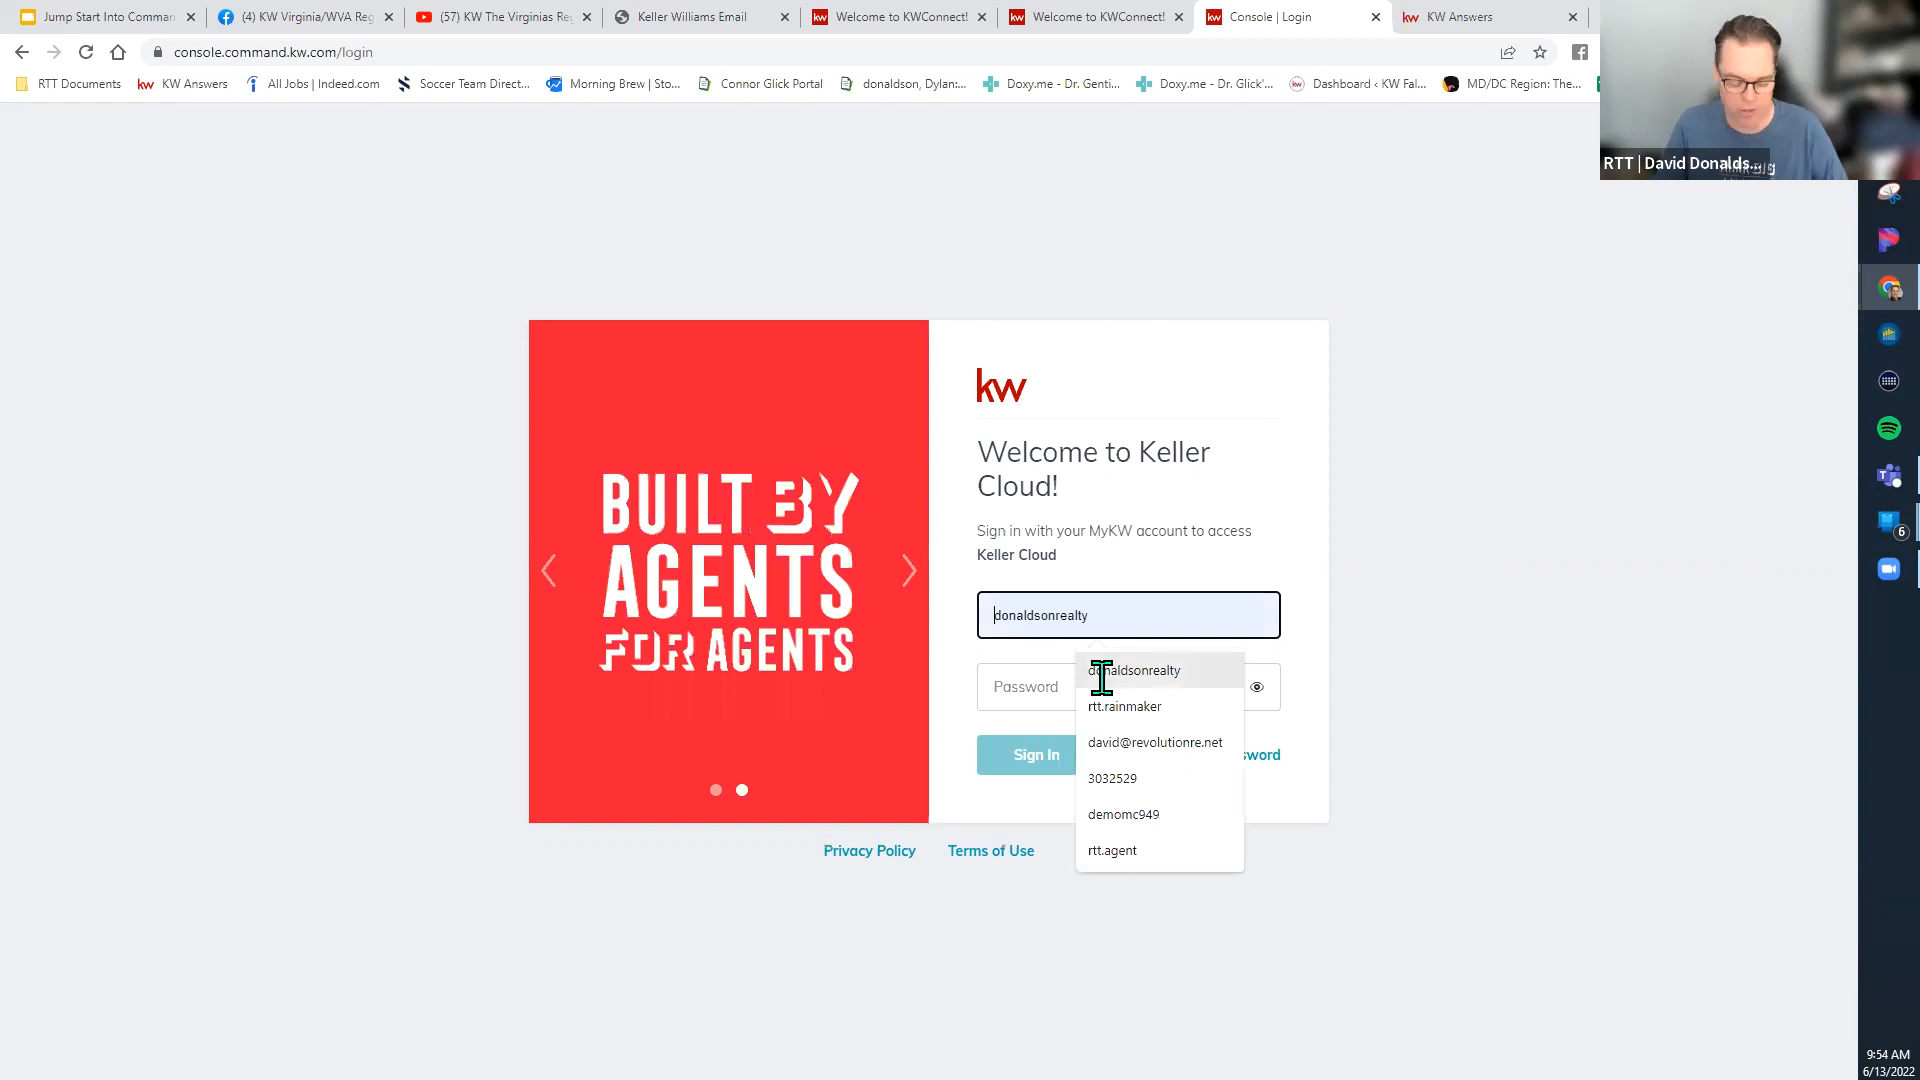 Jump Start Into Comman
(4) KW Virginia/WVA Reg
(57) KW The Virginias Re
Keller Williams Email
Welcome to KWConnect!
Welcome to KWConnect!
Console | Login
KW Answers
console.command.kw.com/login
RTT Documents
KW Answers
All Jobs | Indeed.com
Soccer Team Direct...
Morning Brew | Sto...
Connor Glick Portal
donaldson, Dylan:...
Doxy.me - Dr. Genti...
Doxy.me - Dr. Glick'...
Dashboard ‹ KW Fal...
MD/DC Region: The...
RTT | David Donalds...
BUILT BY
AGENTS
FOR AGENTS
kw
Welcome to Keller
Cloud!
Sign in with your MyKW account to access
Keller Cloud
donaldsonrealty
donaldsonrealty
Password
rtt.rainmaker
david@revolutionre.net
Sign In
sword
3032529
demomc949
rtt.agent
Privacy Policy
Terms of Use
6
9:54 AM
6/13/2022